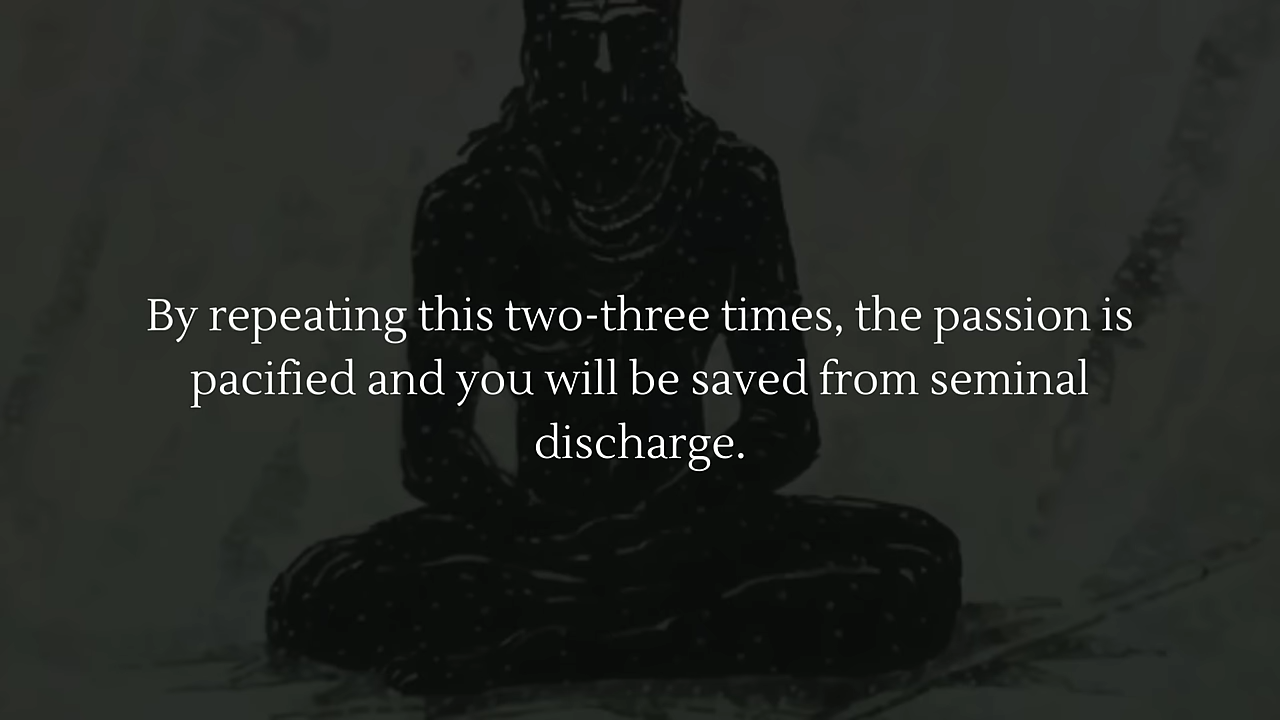 By repeating this two-three times, the passion is
pacified and you will be saved from seminal
discharge.